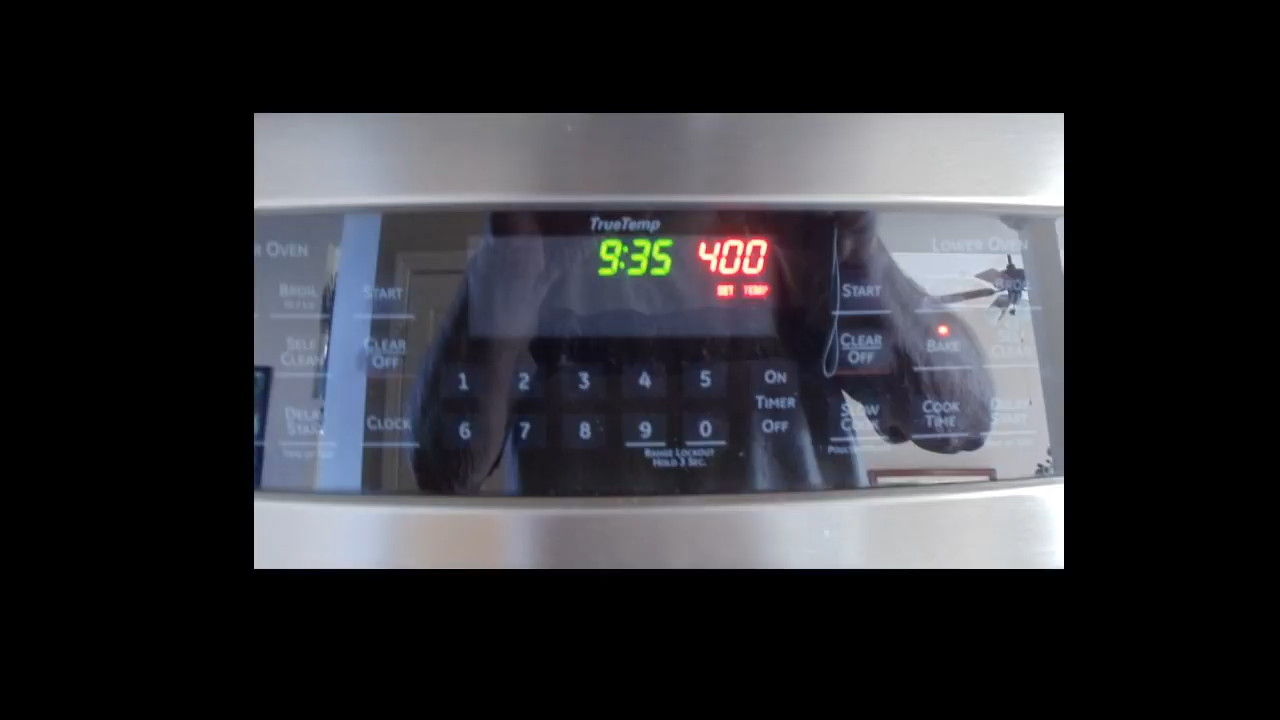 TrueTemp
9:35 400
SET TEMP
R OVEN
BROIL
HI / LO
SELF
CLEAN
DELAY
START
START
CLEAR
OFF
CLOCK
1 2 3 4 5
6 7 8 9 0
RANGE LOCKOUT
HOLD 3 SEC.
ON
TIMER
OFF
LOWER OVEN
START
CLEAR
OFF
SLOW
COOK
BAKE
COOK
TIME
SELF
CLEAN
DELAY
START